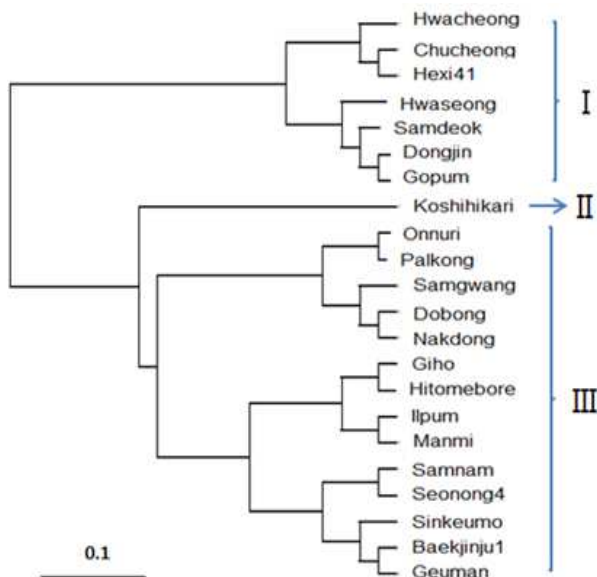 Hwacheong
Chucheong
Hexi41
Hwaseong
I
Samdeok
Dongjin
Gopum
Koshihikari
II
Onnuri
Palkong
Samgwang
Dobong
Nakdong
Giho
Hitomebore
III
Ilpum
Manmi
Samnam
Seonong4
Sinkeumo
Baekjinju1
Geuman
0.1